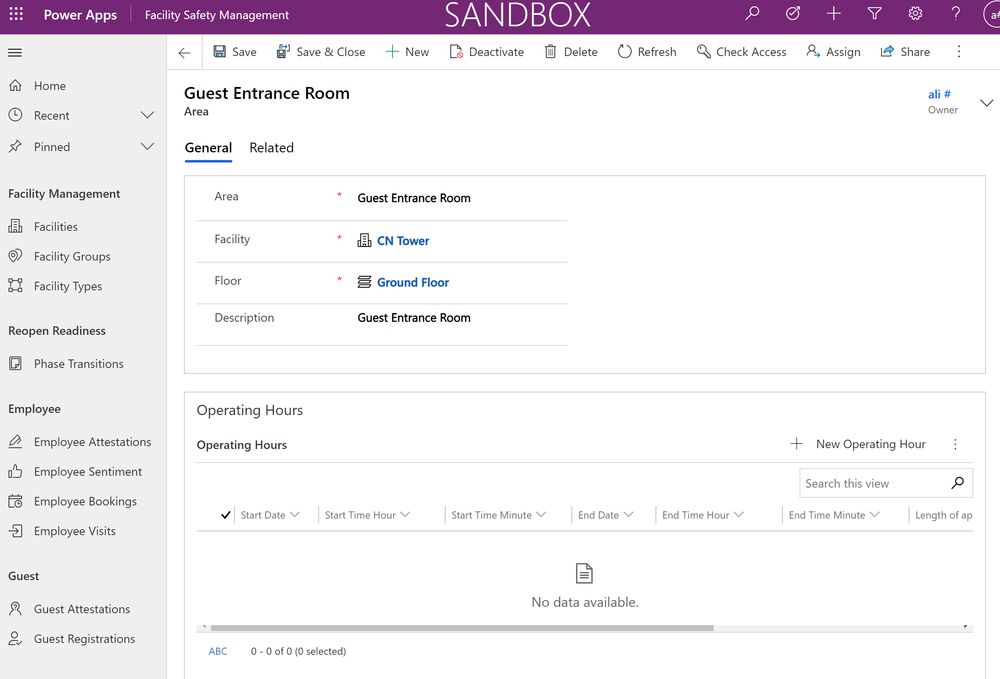 Power Apps
Facility Safety Management
SANDBOX
a#
Save
Save & Close
New
Deactivate
Delete
Refresh
Check Access
Assign
Share
Home
Recent
Pinned
Facility Management
Facilities
Facility Groups
Facility Types
Reopen Readiness
Phase Transitions
Employee
Employee Attestations
Employee Sentiment
Employee Bookings
Employee Visits
Guest
Guest Attestations
Guest Registrations
Guest Entrance Room
Area
ali #
Owner
General
Related
Area * Guest Entrance Room
Facility * CN Tower
Floor * Ground Floor
Description Guest Entrance Room
Operating Hours
Operating Hours
New Operating Hour
Search this view
Start Date
Start Time Hour
Start Time Minute
End Date
End Time Hour
End Time Minute
Length of ap
No data available.
ABC
0 - 0 of 0 (0 selected)